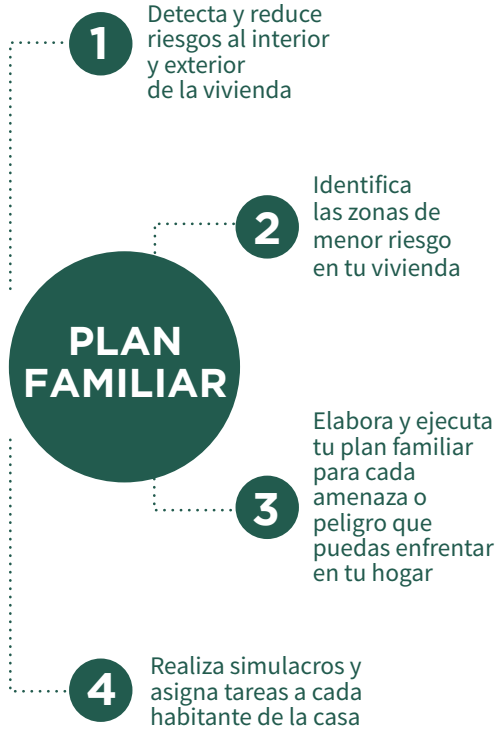 1
Detecta y reduce
riesgos al interior
y exterior
de la vivienda
2
Identifica
las zonas de
menor riesgo
en tu vivienda
PLAN
FAMILIAR
3
Elabora y ejecuta
tu plan familiar
para cada
amenaza o
peligro que
puedas enfrentar
en tu hogar
4
Realiza simulacros y
asigna tareas a cada
habitante de la casa